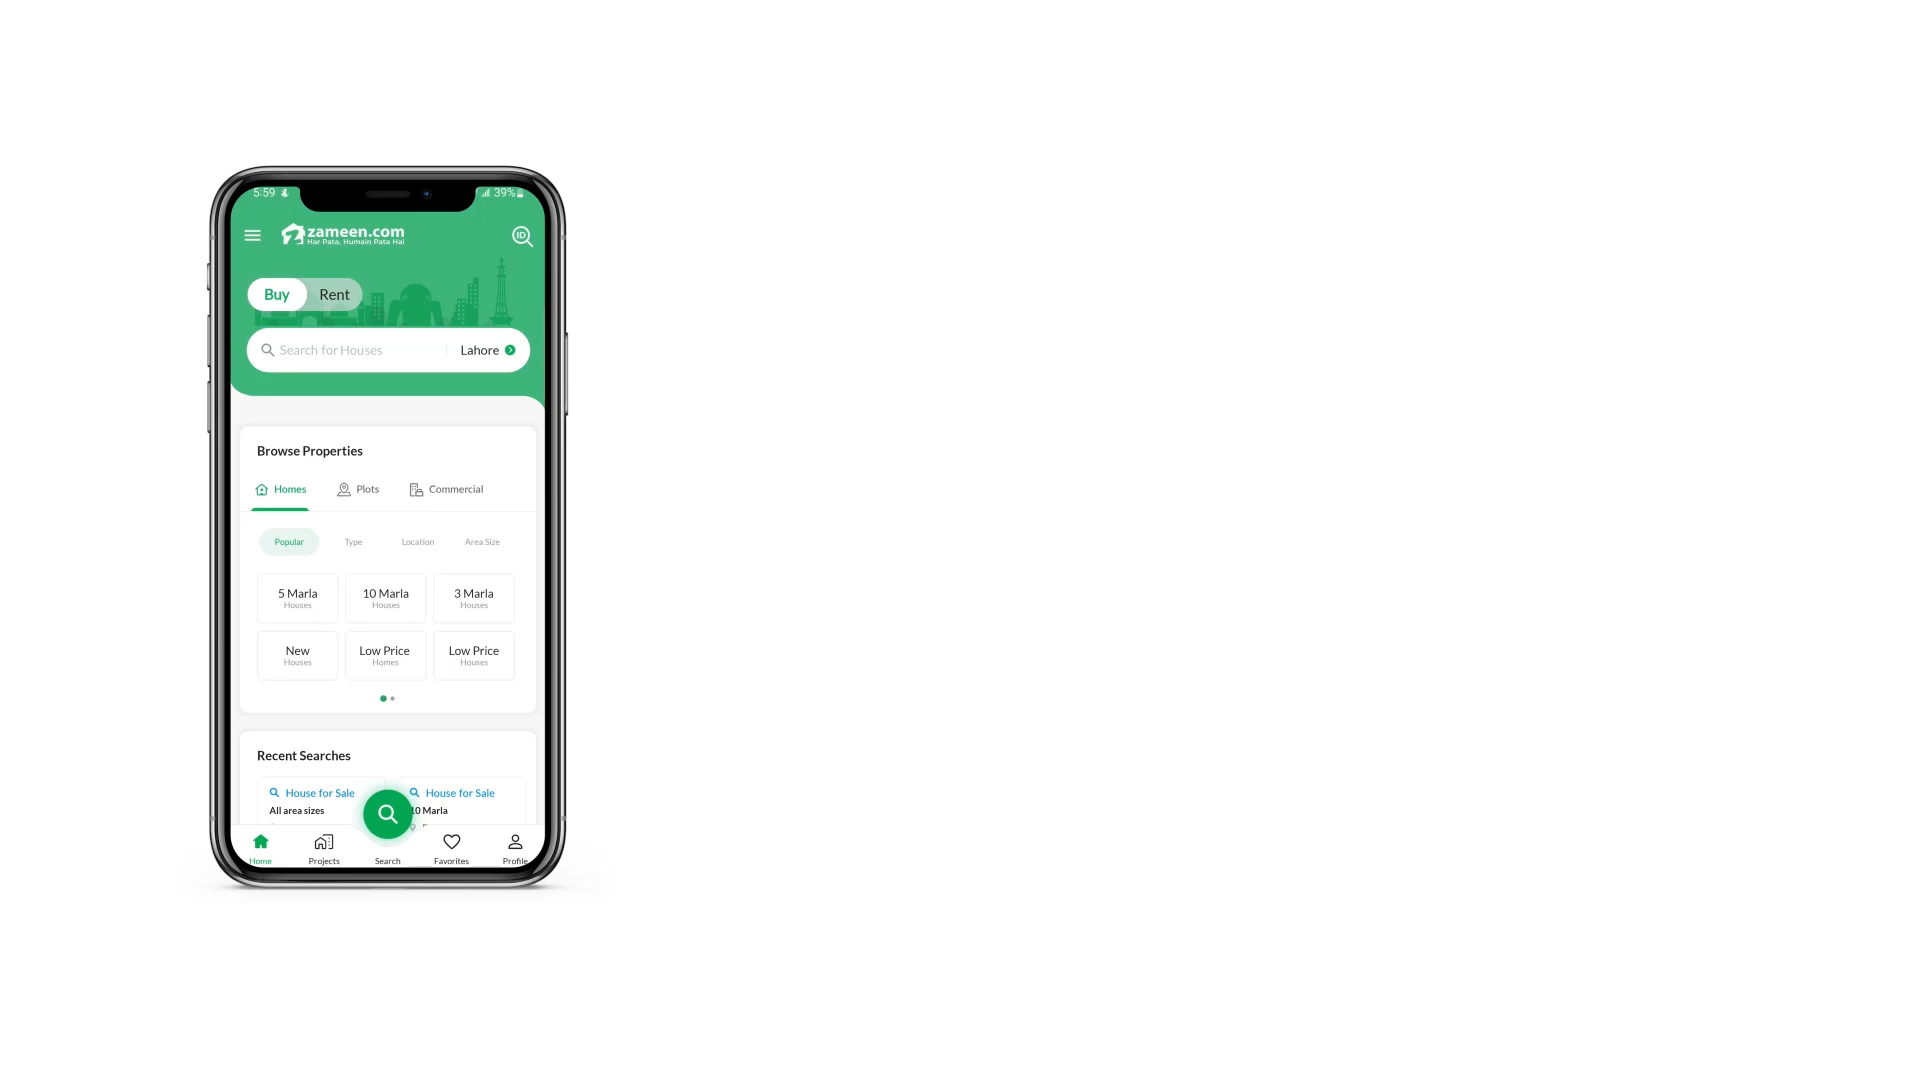 5:59
39%
zameen.com
Har Pata, Humain Pata Hai
ID
Buy Rent
Search for Houses Lahore
Browse Properties
Homes Plots Commercial
Popular Type Location Area Size
5 Marla 10 Marla 3 Marla
Houses Houses Houses
New Low Price Low Price
Houses Homes Houses
Recent Searches
House for Sale House for Sale
All area sizes 10 Marla
Home Projects Search Favorites Profile